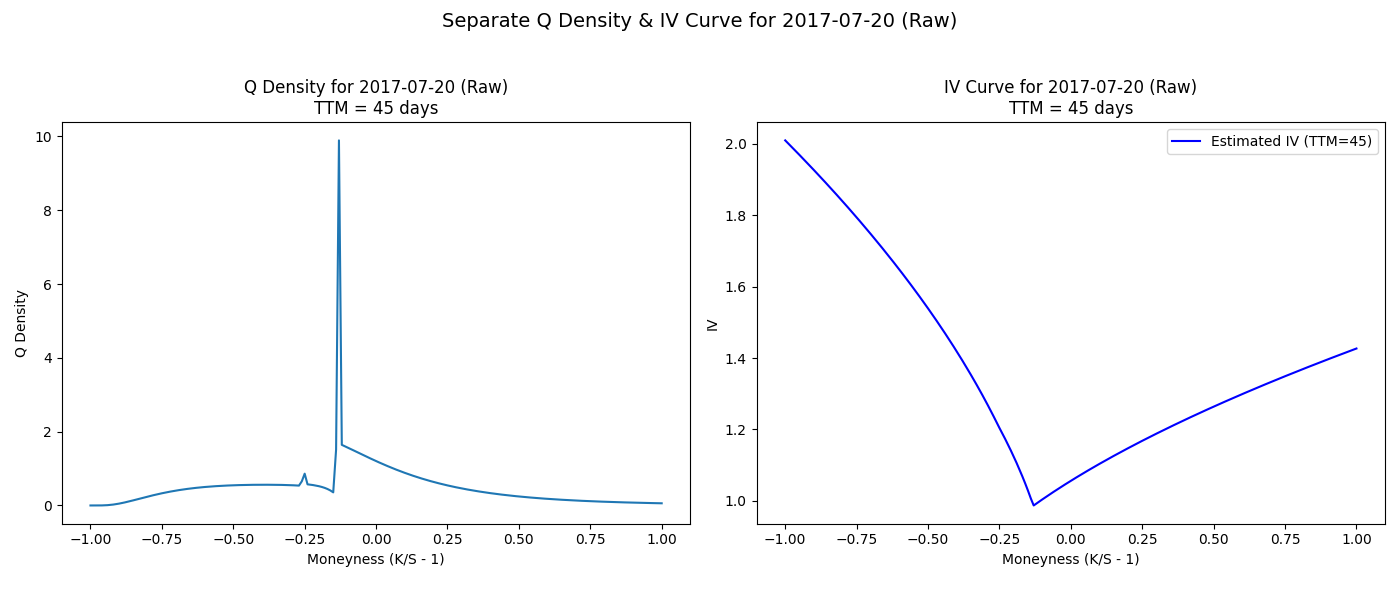 Separate Q Density & IV Curve for 2017-07-20 (Raw)
Q Density for 2017-07-20 (Raw)
TTM = 45 days
10
8
6
4
2
0
Q Density
−1.00 −0.75 −0.50 −0.25 0.00 0.25 0.50 0.75 1.00
Moneyness (K/S - 1)
IV Curve for 2017-07-20 (Raw)
TTM = 45 days
Estimated IV (TTM=45)
2.0
1.8
1.6
1.4
1.2
1.0
IV
−1.00 −0.75 −0.50 −0.25 0.00 0.25 0.50 0.75 1.00
Moneyness (K/S - 1)